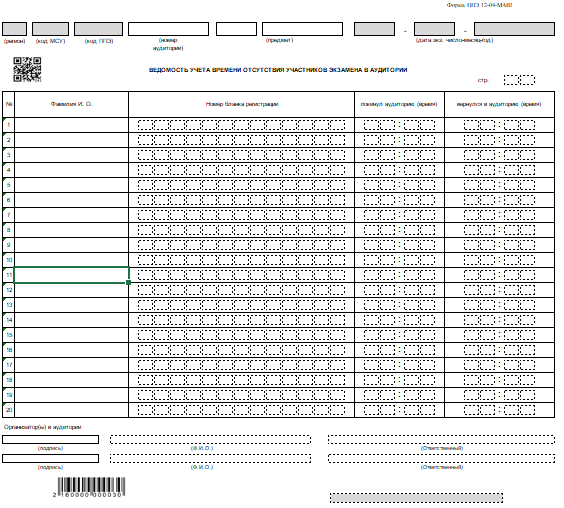 Форма ППЭ 12-04-МАШ
(регион) (код МСУ) (код ППЭ) (номер аудитории) (предмет) (дата экз. число-месяц-год)
ВЕДОМОСТЬ УЧЕТА ВРЕМЕНИ ОТСУТСТВИЯ УЧАСТНИКОВ ЭКЗАМЕНА В АУДИТОРИИ
стр.
№ Фамилия И. О. Номер бланка регистрации покинул аудиторию (время) вернулся в аудиторию (время)
1 : :
2 : :
3 : :
4 : :
5 : :
6 : :
7 : :
8 : :
9 : :
10 : :
11 : :
12 : :
13 : :
14 : :
15 : :
16 : :
17 : :
18 : :
19 : :
20 : :
Организатор(ы) в аудитории
(подпись) (Ф.И.О.) (Ответственный)
(подпись) (Ф.И.О.) (Ответственный)
2 160000 000030